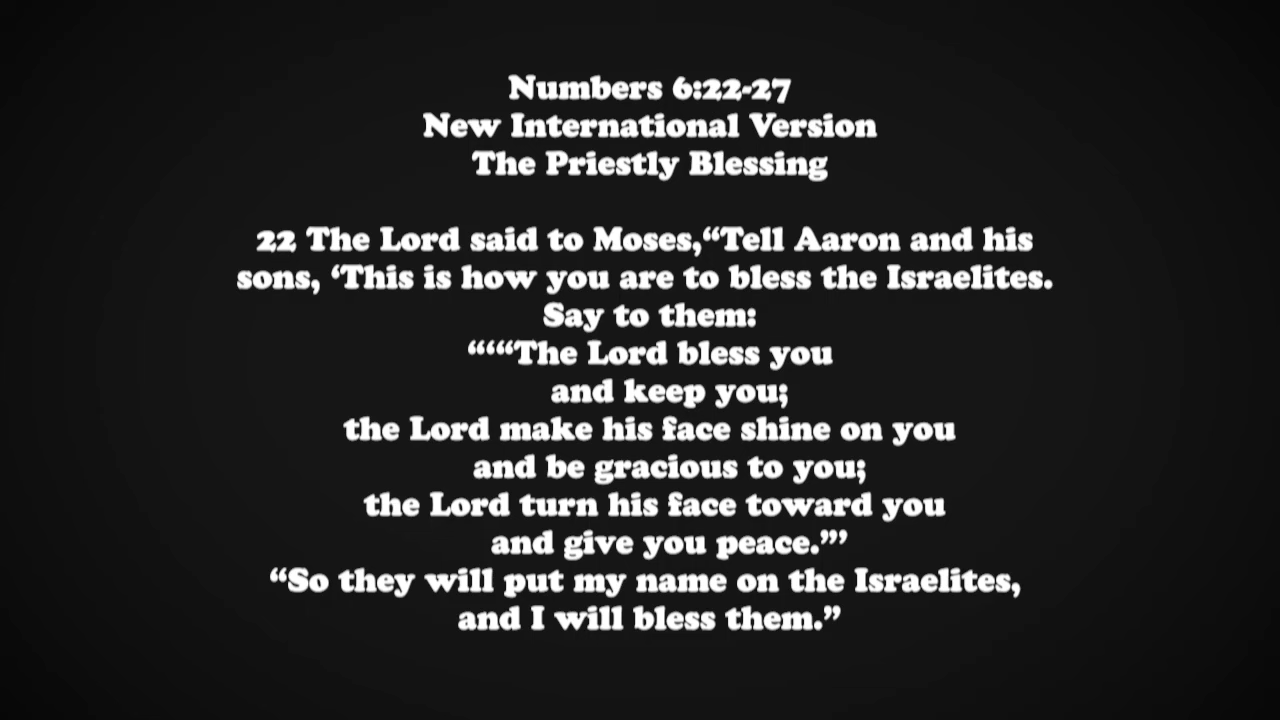 Numbers 6:22-27
New International Version
The Priestly Blessing
22 The Lord said to Moses,“Tell Aaron and his
sons, ‘This is how you are to bless the Israelites.
Say to them:
“‘“The Lord bless you
and keep you;
the Lord make his face shine on you
and be gracious to you;
the Lord turn his face toward you
and give you peace.”’
“So they will put my name on the Israelites,
and I will bless them.”